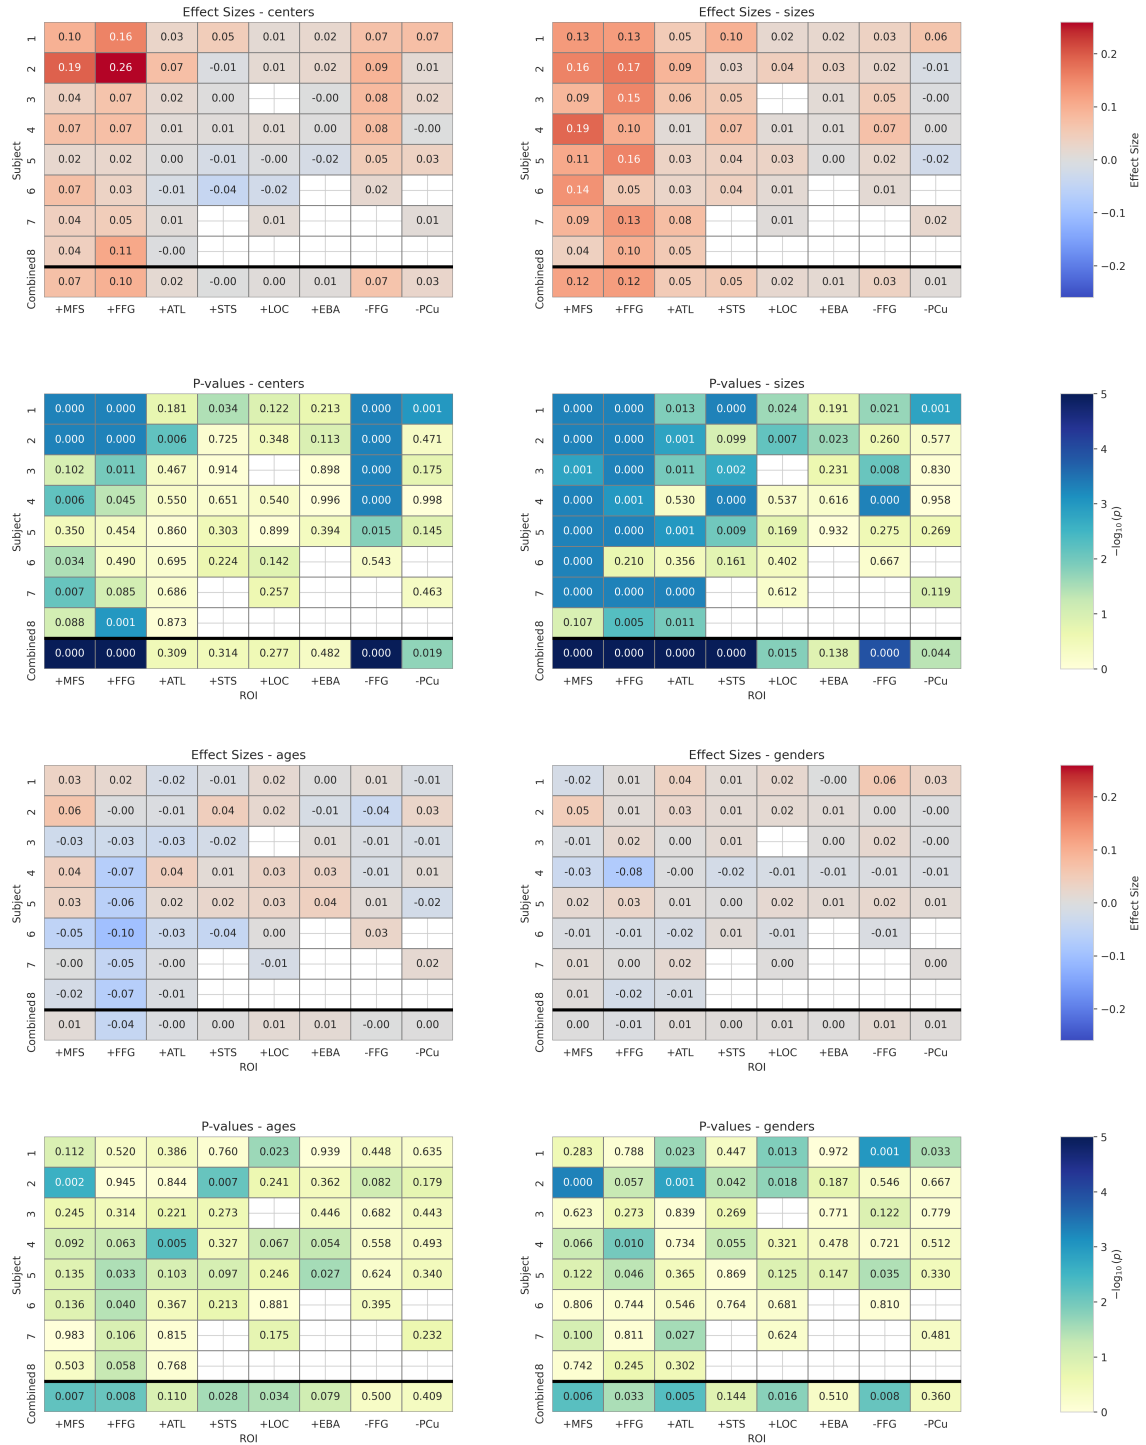 Effect Sizes - centers
Subject
1 0.10 0.16 0.03 0.05 0.01 0.02 0.07 0.07
2 0.19 0.26 0.07 -0.01 0.01 0.02 0.09 0.01
3 0.04 0.07 0.02 0.00 -0.00 0.08 0.02
4 0.07 0.07 0.01 0.01 0.01 0.00 0.08 -0.00
5 0.02 0.02 0.00 -0.01 -0.00 -0.02 0.05 0.03
6 0.07 0.03 -0.01 -0.04 -0.02 0.02
7 0.04 0.05 0.01 0.01 0.01
8 0.04 0.11 -0.00
Combined 0.07 0.10 0.02 -0.00 0.00 0.01 0.07 0.03
+MFS +FFG +ATL +STS +LOC +EBA -FFG -PCu
Effect Sizes - sizes
1 0.13 0.13 0.05 0.10 0.02 0.02 0.03 0.06
2 0.16 0.17 0.09 0.03 0.04 0.03 0.02 -0.01
3 0.09 0.15 0.06 0.05 0.01 0.05 -0.00
4 0.19 0.10 0.01 0.07 0.01 0.01 0.07 0.00
5 0.11 0.16 0.03 0.04 0.03 0.00 0.02 -0.02
6 0.14 0.05 0.03 0.04 0.01 0.01
7 0.09 0.13 0.08 0.01 0.02
8 0.04 0.10 0.05
Combined 0.12 0.12 0.05 0.05 0.02 0.01 0.03 0.01
Subject
+MFS +FFG +ATL +STS +LOC +EBA -FFG -PCu
0.2
0.1
0.0
−0.1
−0.2
Effect Size
P-values - centers
Subject
1 0.000 0.000 0.181 0.034 0.122 0.213 0.000 0.001
2 0.000 0.000 0.006 0.725 0.348 0.113 0.000 0.471
3 0.102 0.011 0.467 0.914 0.898 0.000 0.175
4 0.006 0.045 0.550 0.651 0.540 0.996 0.000 0.998
5 0.350 0.454 0.860 0.303 0.899 0.394 0.015 0.145
6 0.034 0.490 0.695 0.224 0.142 0.543
7 0.007 0.085 0.686 0.257 0.463
8 0.088 0.001 0.873
Combined 0.000 0.000 0.309 0.314 0.277 0.482 0.000 0.019
+MFS +FFG +ATL +STS +LOC +EBA -FFG -PCu
ROI
P-values - sizes
Subject
1 0.000 0.000 0.013 0.000 0.024 0.191 0.021 0.001
2 0.000 0.000 0.001 0.099 0.007 0.023 0.260 0.577
3 0.001 0.000 0.011 0.002 0.231 0.008 0.830
4 0.000 0.001 0.530 0.000 0.537 0.616 0.000 0.958
5 0.000 0.000 0.001 0.009 0.169 0.932 0.275 0.269
6 0.000 0.210 0.356 0.161 0.402 0.667
7 0.000 0.000 0.000 0.612 0.119
8 0.107 0.005 0.011
Combined 0.000 0.000 0.000 0.000 0.015 0.138 0.000 0.044
+MFS +FFG +ATL +STS +LOC +EBA -FFG -PCu
ROI
5
4
3
2
1
0
−log₁₀(p)
Effect Sizes - ages
Subject
1 0.03 0.02 -0.02 -0.01 0.02 0.00 0.01 -0.01
2 0.06 -0.00 -0.01 0.04 0.02 -0.01 -0.04 0.03
3 -0.03 -0.03 -0.03 -0.02 0.01 -0.01 -0.01
4 0.04 -0.07 0.04 0.01 0.03 0.03 -0.01 0.01
5 0.03 -0.06 0.02 0.02 0.03 0.04 0.01 -0.02
6 -0.05 -0.10 -0.03 -0.04 0.00 0.03
7 -0.00 -0.05 -0.00 -0.01 0.02
8 -0.02 -0.07 -0.01
Combined 0.01 -0.04 -0.00 0.00 0.01 0.01 -0.00 0.00
+MFS +FFG +ATL +STS +LOC +EBA -FFG -PCu
ROI
Effect Sizes - genders
Subject
1 -0.02 0.01 0.04 0.01 0.02 -0.00 0.06 0.03
2 0.05 0.01 0.03 0.01 0.02 0.01 0.00 -0.00
3 -0.01 0.02 0.00 0.01 0.00 0.02 -0.00
4 -0.03 -0.08 -0.00 -0.02 -0.01 -0.01 -0.01 -0.01
5 0.02 0.03 0.01 0.00 0.02 0.01 0.02 0.01
6 -0.01 -0.01 -0.02 0.01 -0.01 -0.01
7 0.01 0.00 0.02 0.00 0.00
8 0.01 -0.02 -0.01
Combined 0.00 -0.01 0.01 0.00 0.01 0.00 0.01 0.01
+MFS +FFG +ATL +STS +LOC +EBA -FFG -PCu
ROI
0.2
0.1
0.0
−0.1
−0.2
Effect Size
P-values - ages
Subject
1 0.112 0.520 0.386 0.760 0.023 0.939 0.448 0.635
2 0.002 0.945 0.844 0.007 0.241 0.362 0.082 0.179
3 0.245 0.314 0.221 0.273 0.446 0.682 0.443
4 0.092 0.063 0.005 0.327 0.067 0.054 0.558 0.493
5 0.135 0.033 0.103 0.097 0.246 0.027 0.624 0.340
6 0.136 0.040 0.367 0.213 0.881 0.395
7 0.983 0.106 0.815 0.175 0.232
8 0.503 0.058 0.768
Combined 0.007 0.008 0.110 0.028 0.034 0.079 0.500 0.409
+MFS +FFG +ATL +STS +LOC +EBA -FFG -PCu
ROI
P-values - genders
Subject
1 0.283 0.788 0.023 0.447 0.013 0.972 0.001 0.033
2 0.000 0.057 0.001 0.042 0.018 0.187 0.546 0.667
3 0.623 0.273 0.839 0.269 0.771 0.122 0.779
4 0.066 0.010 0.734 0.055 0.321 0.478 0.721 0.512
5 0.122 0.046 0.365 0.869 0.125 0.147 0.035 0.330
6 0.806 0.744 0.546 0.764 0.681 0.810
7 0.100 0.811 0.027 0.624 0.481
8 0.742 0.245 0.302
Combined 0.006 0.033 0.005 0.144 0.016 0.510 0.008 0.360
+MFS +FFG +ATL +STS +LOC +EBA -FFG -PCu
ROI
5
4
3
2
1
0
−log₁₀(p)